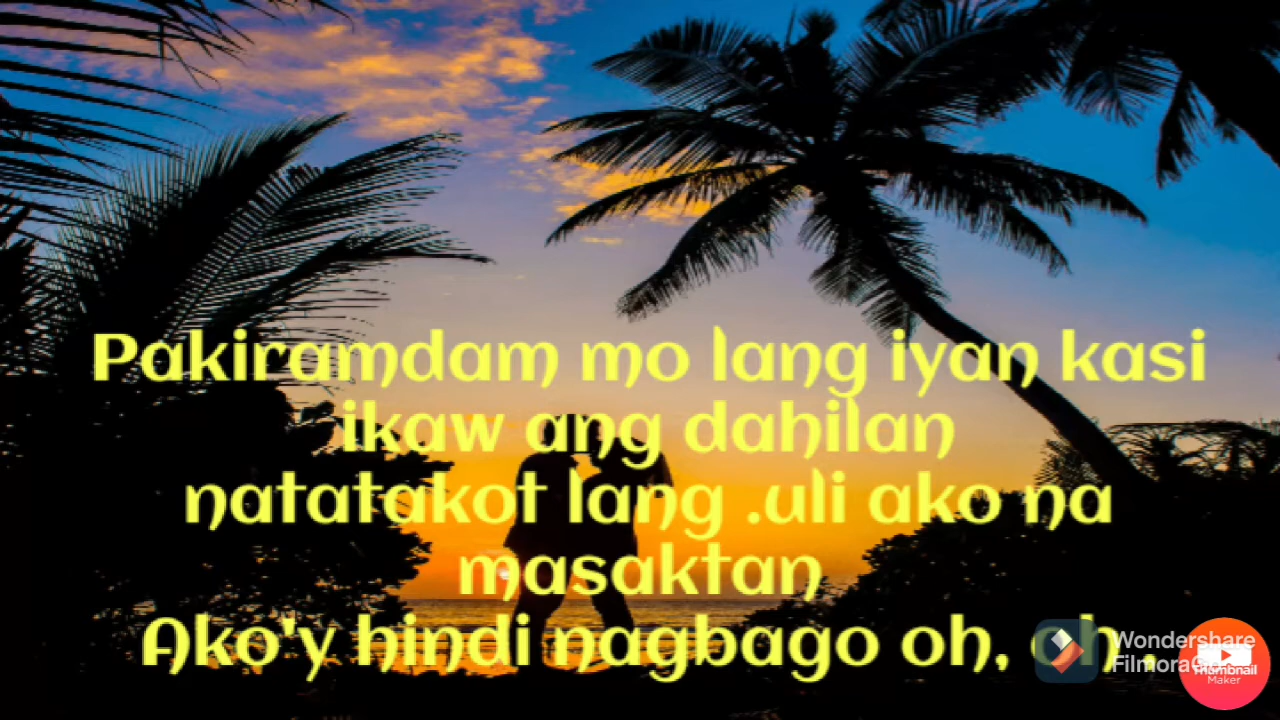 Pakiramdam mo lang iyan kasi
ikaw ang dahilan
natatakot lang .uli ako na
masaktan
Ako'y hindi nagbago oh, oh,
Wondershare
Filmora
Thumbnail
Maker